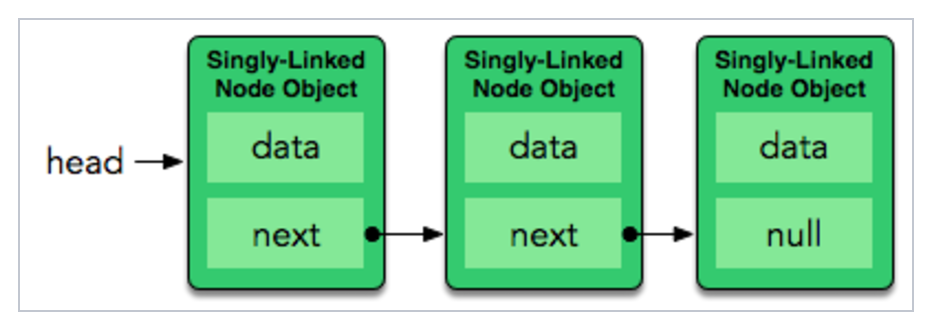 Singly-Linked
Node Object
data
next
Singly-Linked
Node Object
data
next
Singly-Linked
Node Object
data
null
head